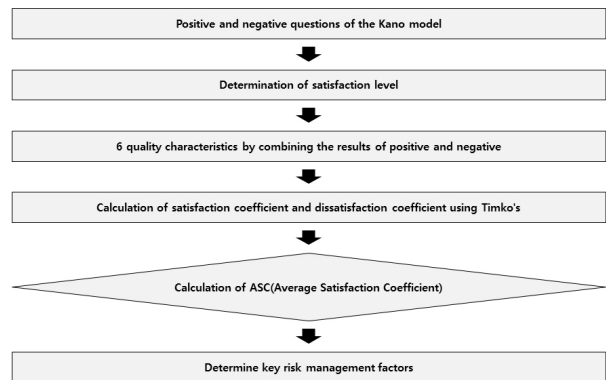 Positive and negative questions of the Kano model
Determination of satisfaction level
6 quality characteristics by combining the results of positive and negative
Calculation of satisfaction coefficient and dissatisfaction coefficient using Timko's
Calculation of ASC(Average Satisfaction Coefficient)
Determine key risk management factors